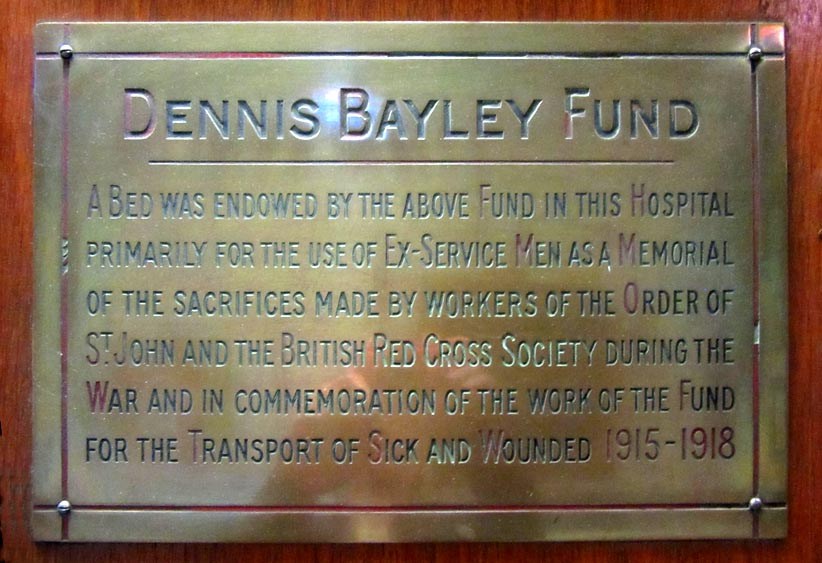 DENNIS BAYLEY FUND
A BED WAS ENDOWED BY THE ABOVE FUND IN THIS HOSPITAL
PRIMARILY FOR THE USE OF EX-SERVICE MEN AS A MEMORIAL
OF THE SACRIFICES MADE BY WORKERS OF THE ORDER OF
ST. JOHN AND THE BRITISH RED CROSS SOCIETY DURING THE
WAR AND IN COMMEMORATION OF THE WORK OF THE FUND
FOR THE TRANSPORT OF SICK AND WOUNDED 1915-1918